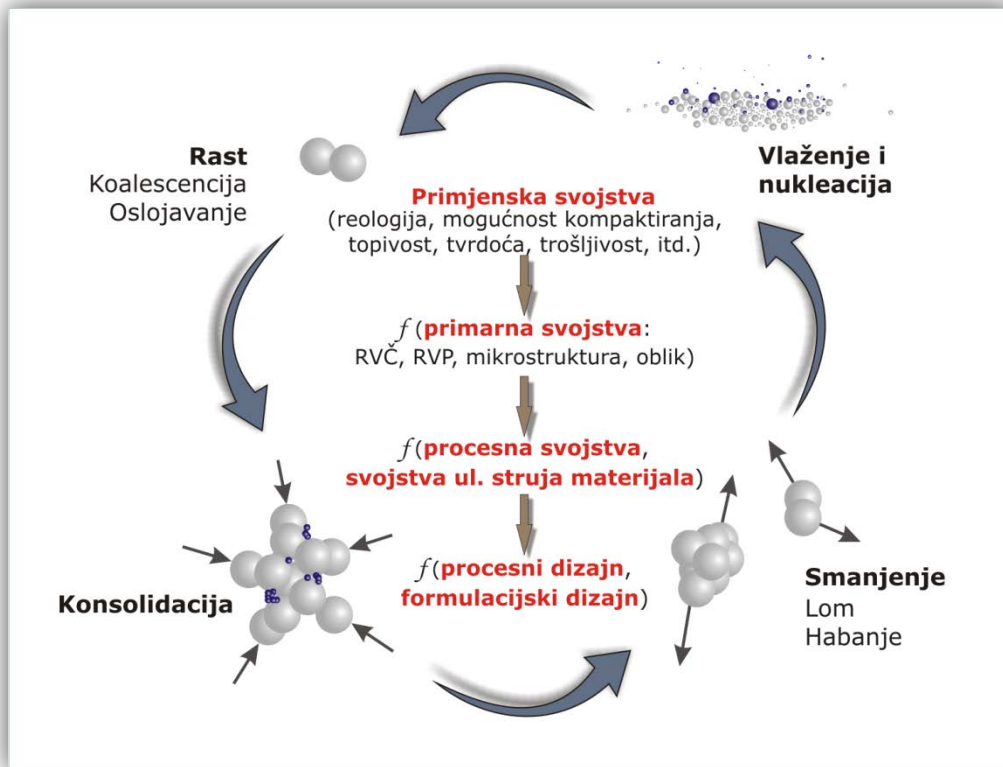 Rast
Koalescencija
Oslojavanje
Vlaženje i
nukleacija
Primjenska svojstva
(reologija, mogućnost kompaktiranja,
topivost, tvrdoća, trošljivost, itd.)
f(primarna svojstva:
RVČ, RVP, mikrostruktura, oblik)
f(procesna svojstva,
svojstva ul. struja materijala)
f(procesni dizajn,
formulacijski dizajn)
Konsolidacija
Smanjenje
Lom
Habanje